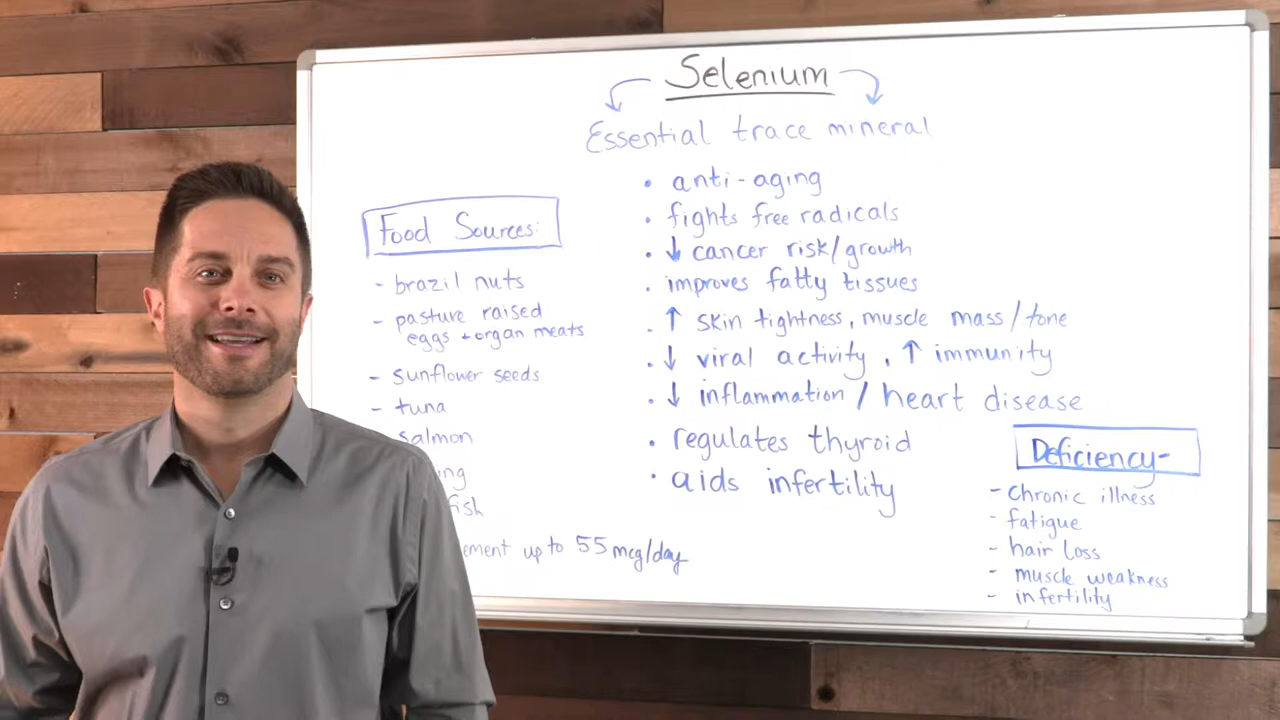 Selenium
Essential trace mineral
• anti-aging
• fights free radicals
• ↓ cancer risk/growth
• improves fatty tissues
• ↑ skin tightness, muscle mass/tone
• ↓ viral activity, ↑ immunity
• ↓ inflammation / heart disease
• regulates thyroid
• aids infertility
Food Sources:
- brazil nuts
- pasture raised
eggs + organ meats
- sunflower seeds
- tuna
salmon
up to 55 mcg/day
Deficiency-
- chronic illness
- fatigue
- hair loss
- muscle weakness
- infertility